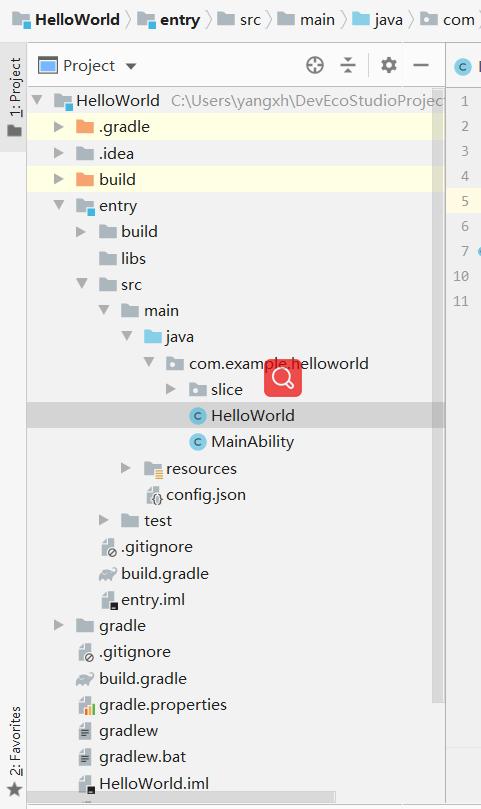 HelloWorld entry src main java com
1: Project
Project
HelloWorld C:\Users\yangxh\DevEcoStudioProjec
.gradle
.idea
build
entry
build
libs
src
main
java
com.example.helloworld
slice
HelloWorld
MainAbility
resources
config.json
test
.gitignore
build.gradle
entry.iml
gradle
.gitignore
build.gradle
gradle.properties
gradlew
gradlew.bat
HelloWorld.iml
2: Favorites
1
2
3
4
5
6
7
10
11